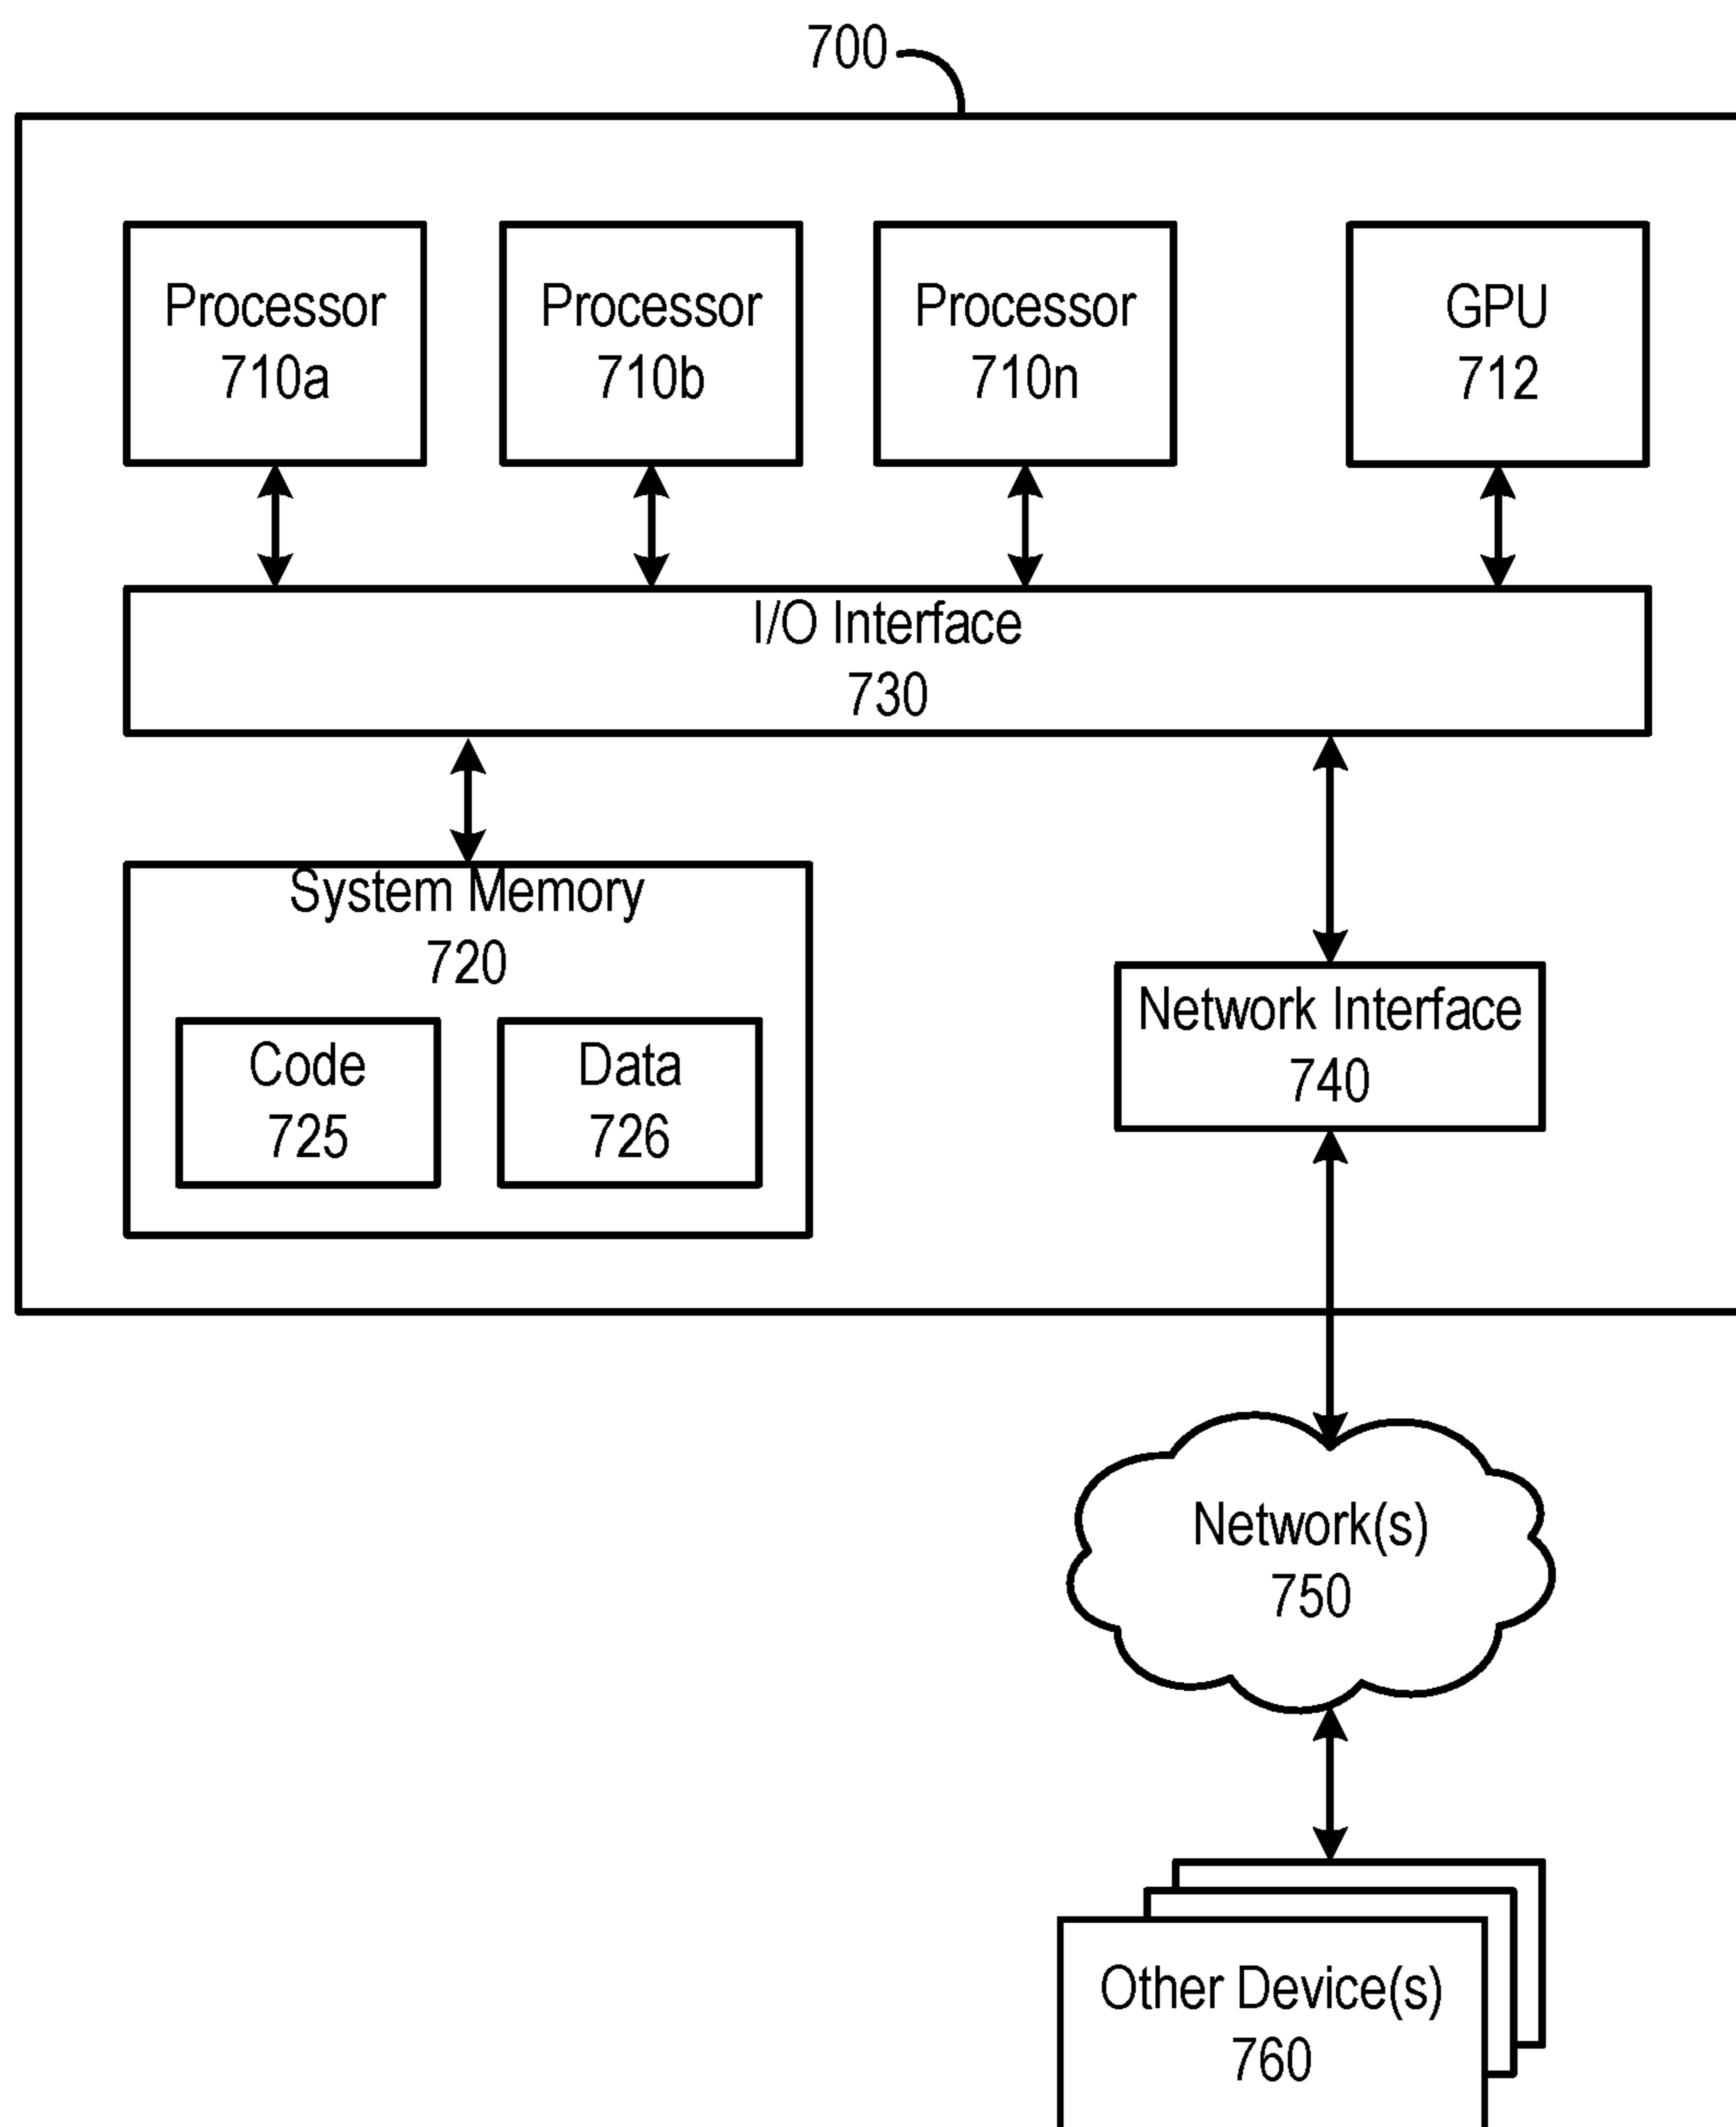 700
Processor
710a
Processor
710b
Processor
710n
GPU
712
I/O Interface
730
System Memory
720
Code
725
Data
726
Network Interface
740
Network(s)
750
Other Device(s)
760